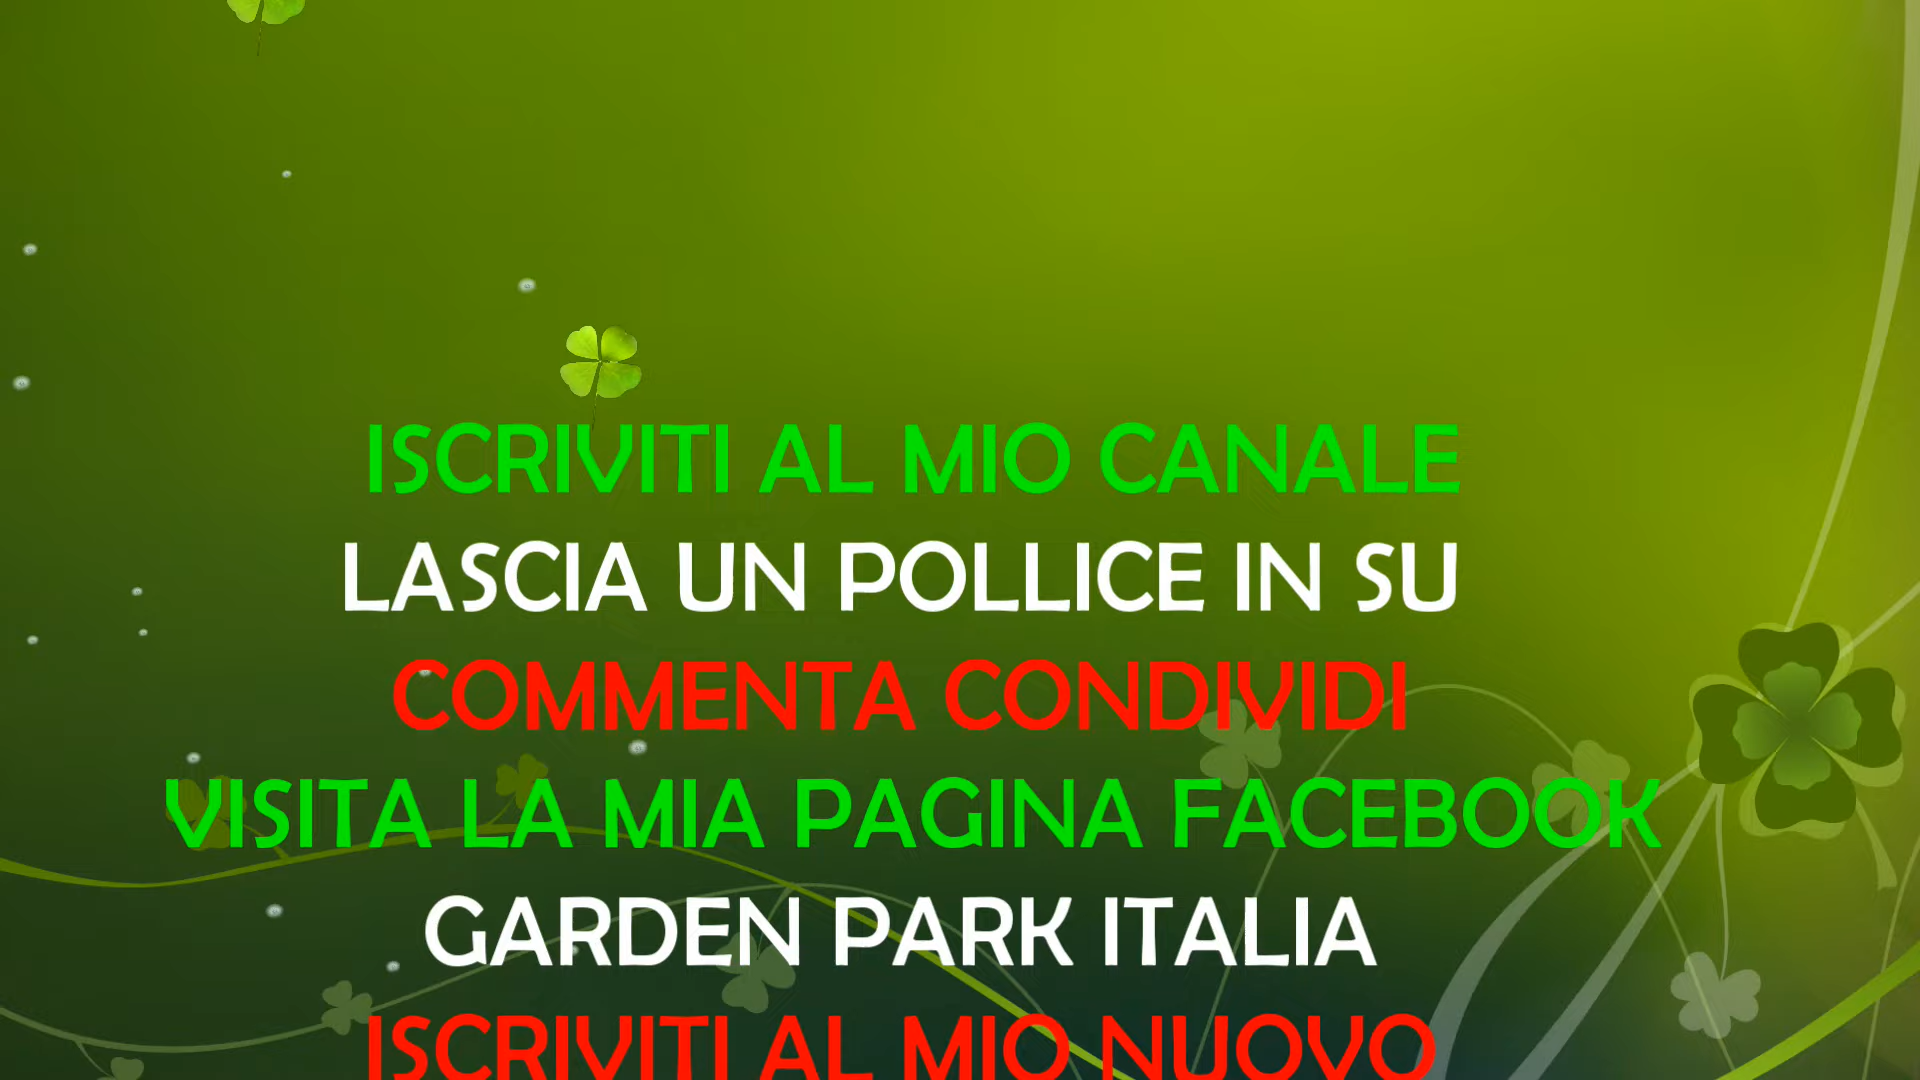 ISCRIVITI AL MIO CANALE
LASCIA UN POLLICE IN SU
COMMENTA CONDIVIDI
VISITA LA MIA PAGINA FACEBOOK
GARDEN PARK ITALIA
ISCRIVITI AL MIO NUOVO